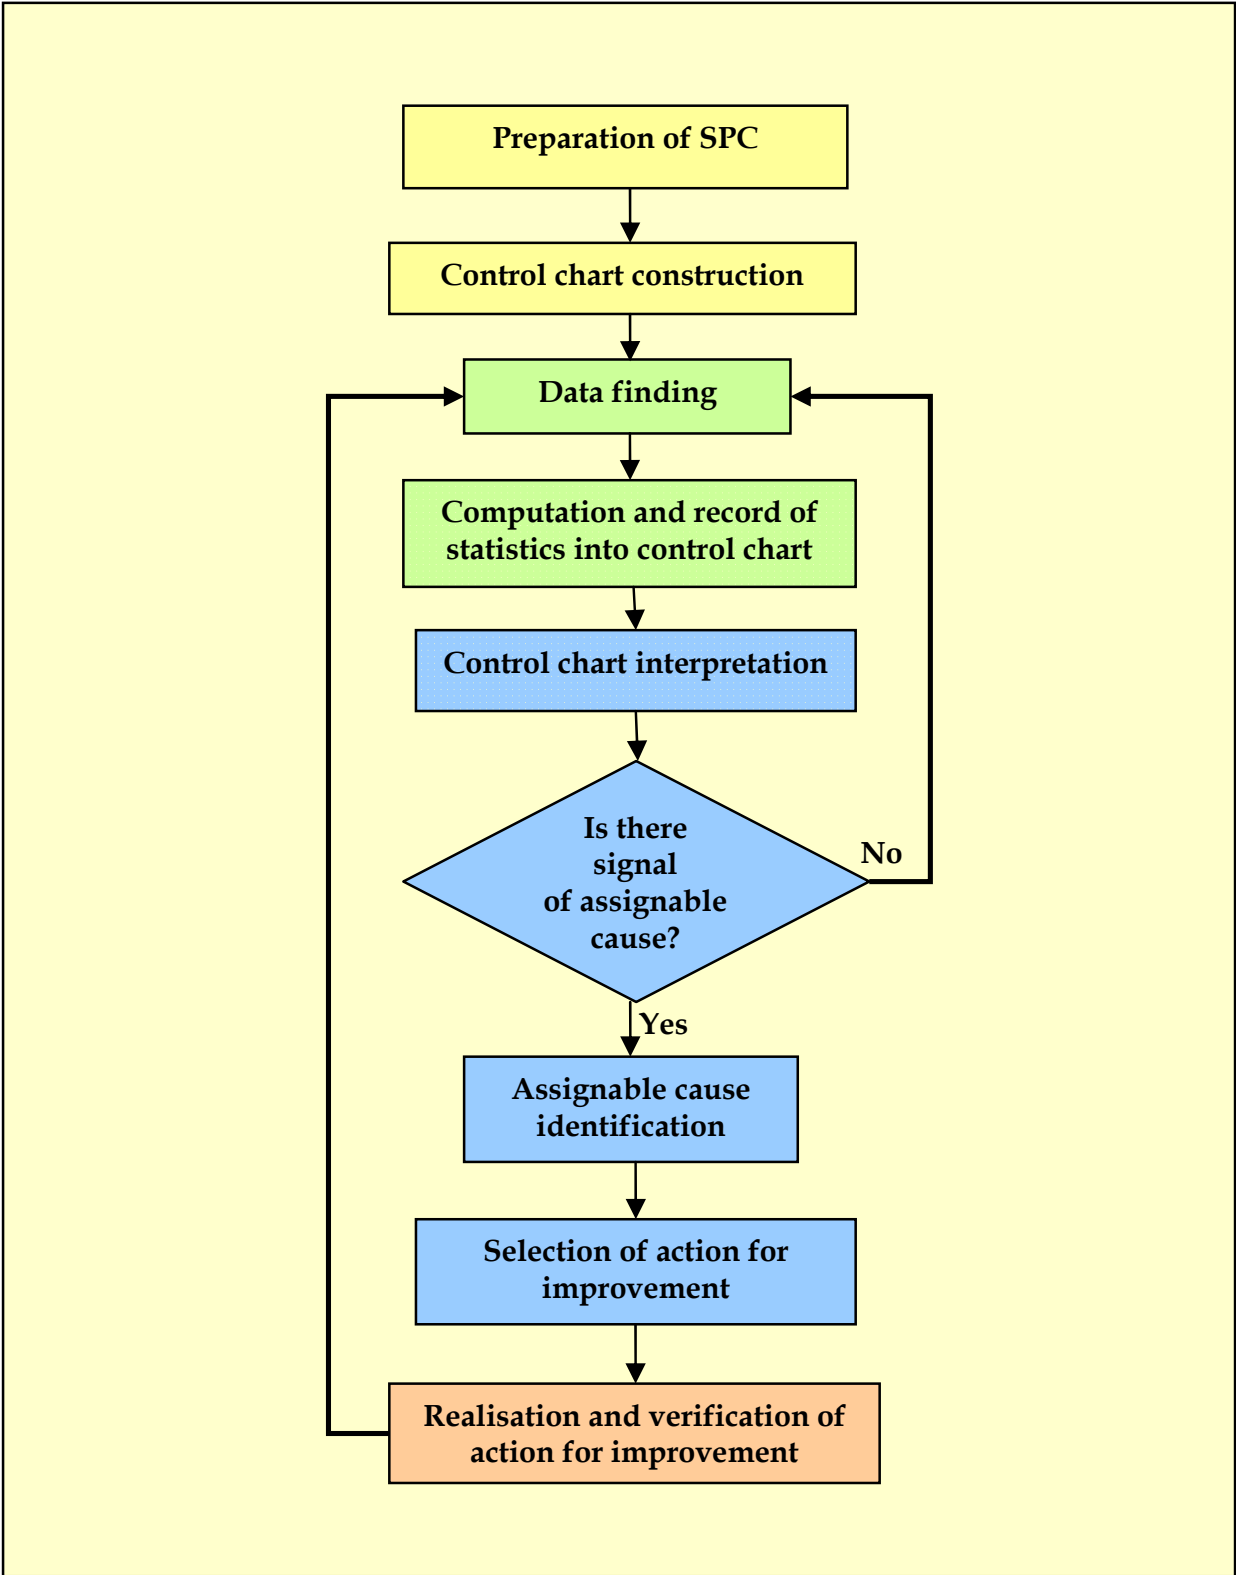 Preparation of SPC
Control chart construction
Data finding
Computation and record of
statistics into control chart
Control chart interpretation
Is there
signal
of assignable
cause?
No
Yes
Assignable cause
identification
Selection of action for
improvement
Realisation and verification of
action for improvement